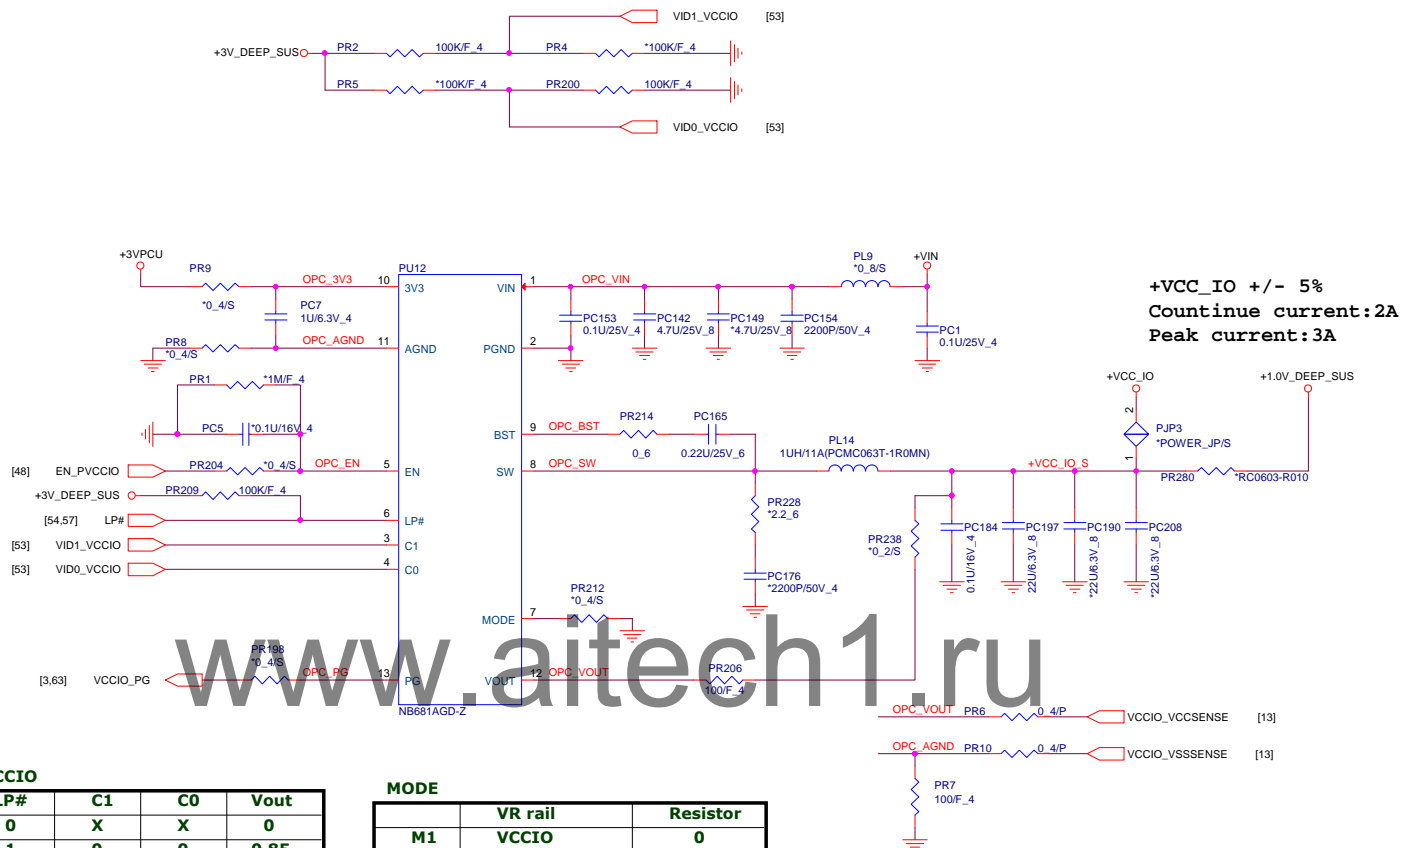 VID1_VCCIO [53]
+3V_DEEP_SUS PR2 100K/F_4 PR4 *100K/F_4
PR5 *100K/F_4 PR200 100K/F_4
VID0_VCCIO [53]
+3VPCU
PR9
*0_4/S
OPC_3V3
PC7
1U/6.3V_4
PR8
*0_4/S
OPC_AGND
PR1 *1M/F_4
PC5 *0.1U/16V_4
[48] EN_PVCCIO PR204 *0_4/S OPC_EN
+3V_DEEP_SUS PR209 100K/F_4
[54,57] LP#
[53] VID1_VCCIO
[53] VID0_VCCIO
[3,63] VCCIO_PG
PR198
*0_4/S
OPC_PG
PU12
10 3V3
11 AGND
5 EN
6 LP#
3 C1
4 C0
13 PG
VIN 1
PGND 2
BST 9
SW 8
MODE 7
VOUT 12
NB681AGD-Z
OPC_VIN
PC153
0.1U/25V_4
PC142
4.7U/25V_8
PC149
*4.7U/25V_8
PC154
2200P/50V_4
PL9
*0_8/S
+VIN
PC1
0.1U/25V_4
+VCC_IO +/- 5%
Countinue current:2A
Peak current:3A
OPC_BST
PR214
0_6
PC165
0.22U/25V_6
OPC_SW
PL14
1UH/11A(PCMC063T-1R0MN)
PR228
*2.2_6
PC176
*2200P/50V_4
+VCC_IO
2
PJP3
*POWER_JP/S
1
+1.0V_DEEP_SUS
+VCC_IO_S
PR280 *RC0603-R010
PR238
*0_2/S
PC184
0.1U/16V_4
PC197
22U/6.3V_8
PC190
*22U/6.3V_8
PC208
*22U/6.3V_8
PR212
*0_4/S
OPC_VOUT
PR206
100/F_4
www.aitech1.ru
OPC_VOUT PR6 0_4/P VCCIO_VCCSENSE [13]
OPC_AGND PR10 0_4/P VCCIO_VSSSENSE [13]
PR7
100/F_4
CCIO
LP# C1 C0 Vout
0 X X 0
1 0 0 0.85
MODE
VR rail Resistor
M1 VCCIO 0